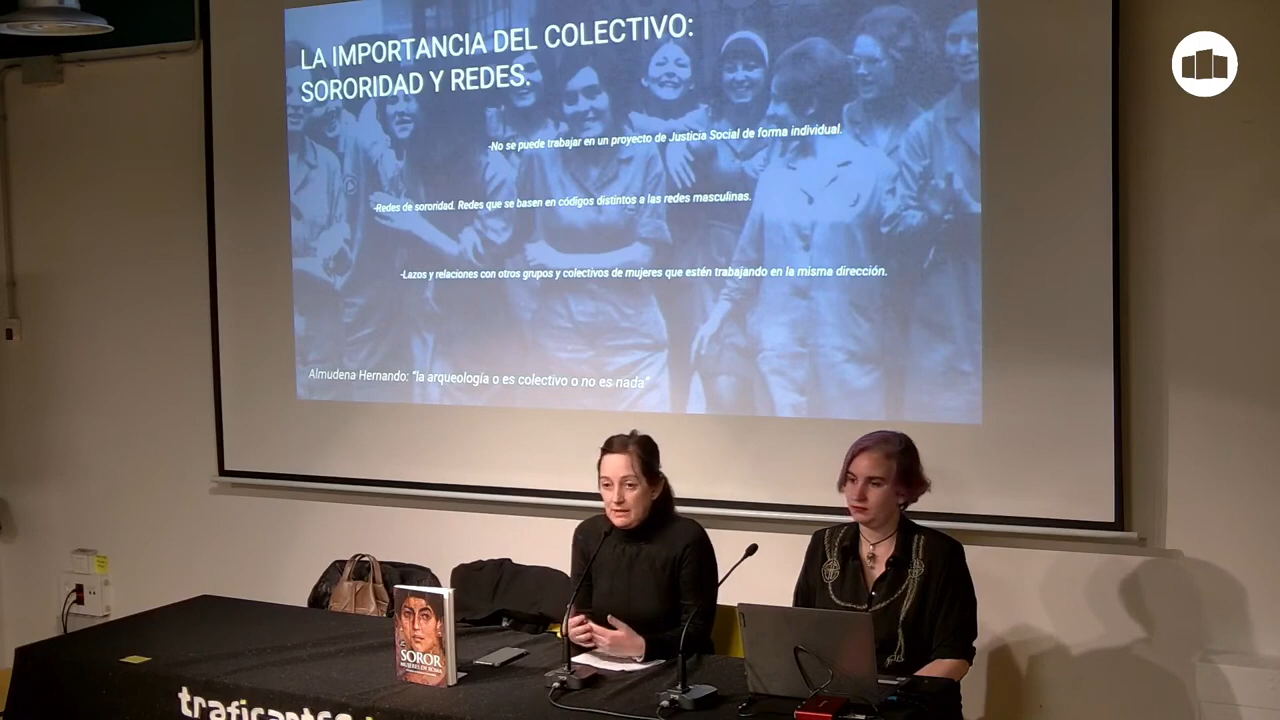 LA IMPORTANCIA DEL COLECTIVO:
SORORIDAD Y REDES.
-No se puede trabajar en un proyecto de Justicia Social de forma individual.
-Redes de sororidad. Redes que se basen en códigos distintos a las redes masculinas.
-Lazos y relaciones con otros grupos y colectivos de mujeres que estén trabajando en la misma dirección.
Almudena Hernando: "la arqueología o es colectivo o no es nada"
SOROR
MUJERES EN ROMA
traficantes